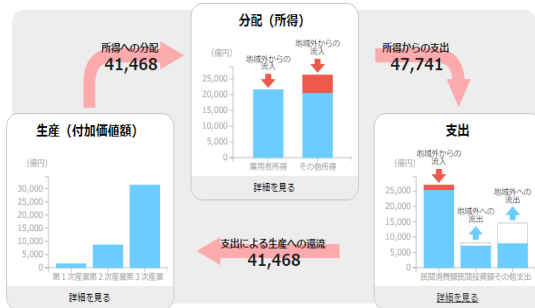 分配（所得）
所得への分配
41,468
所得からの支出
47,741
（億円）
地域外からの
流入
地域外からの
流入
25,000
20,000
15,000
10,000
5,000
0
雇用者所得
その他所得
詳細を見る
生産（付加価値額）
（億円）
30,000
25,000
20,000
15,000
10,000
5,000
0
第１次産業第２次産業第３次産業
詳細を見る
支出
（億円）
地域外からの
流入
地域外への
流出
地域外への
流出
25,000
20,000
15,000
10,000
5,000
0
民間消費額民間投資額その他支出
詳細を見る
支出による生産への還流
41,468